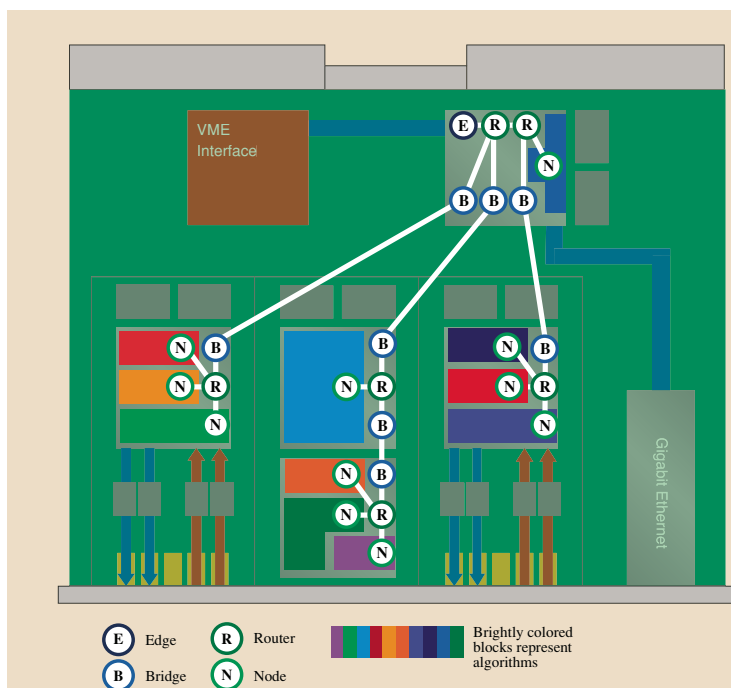 VME
Interface
E R R
N
B B B
N B
N R
N
B
N R
B
N B
N R
N
N B
N R
N
Gigabit Ethernet
E Edge
R Router
B Bridge
N Node
Brightly colored
blocks represent
algorithms